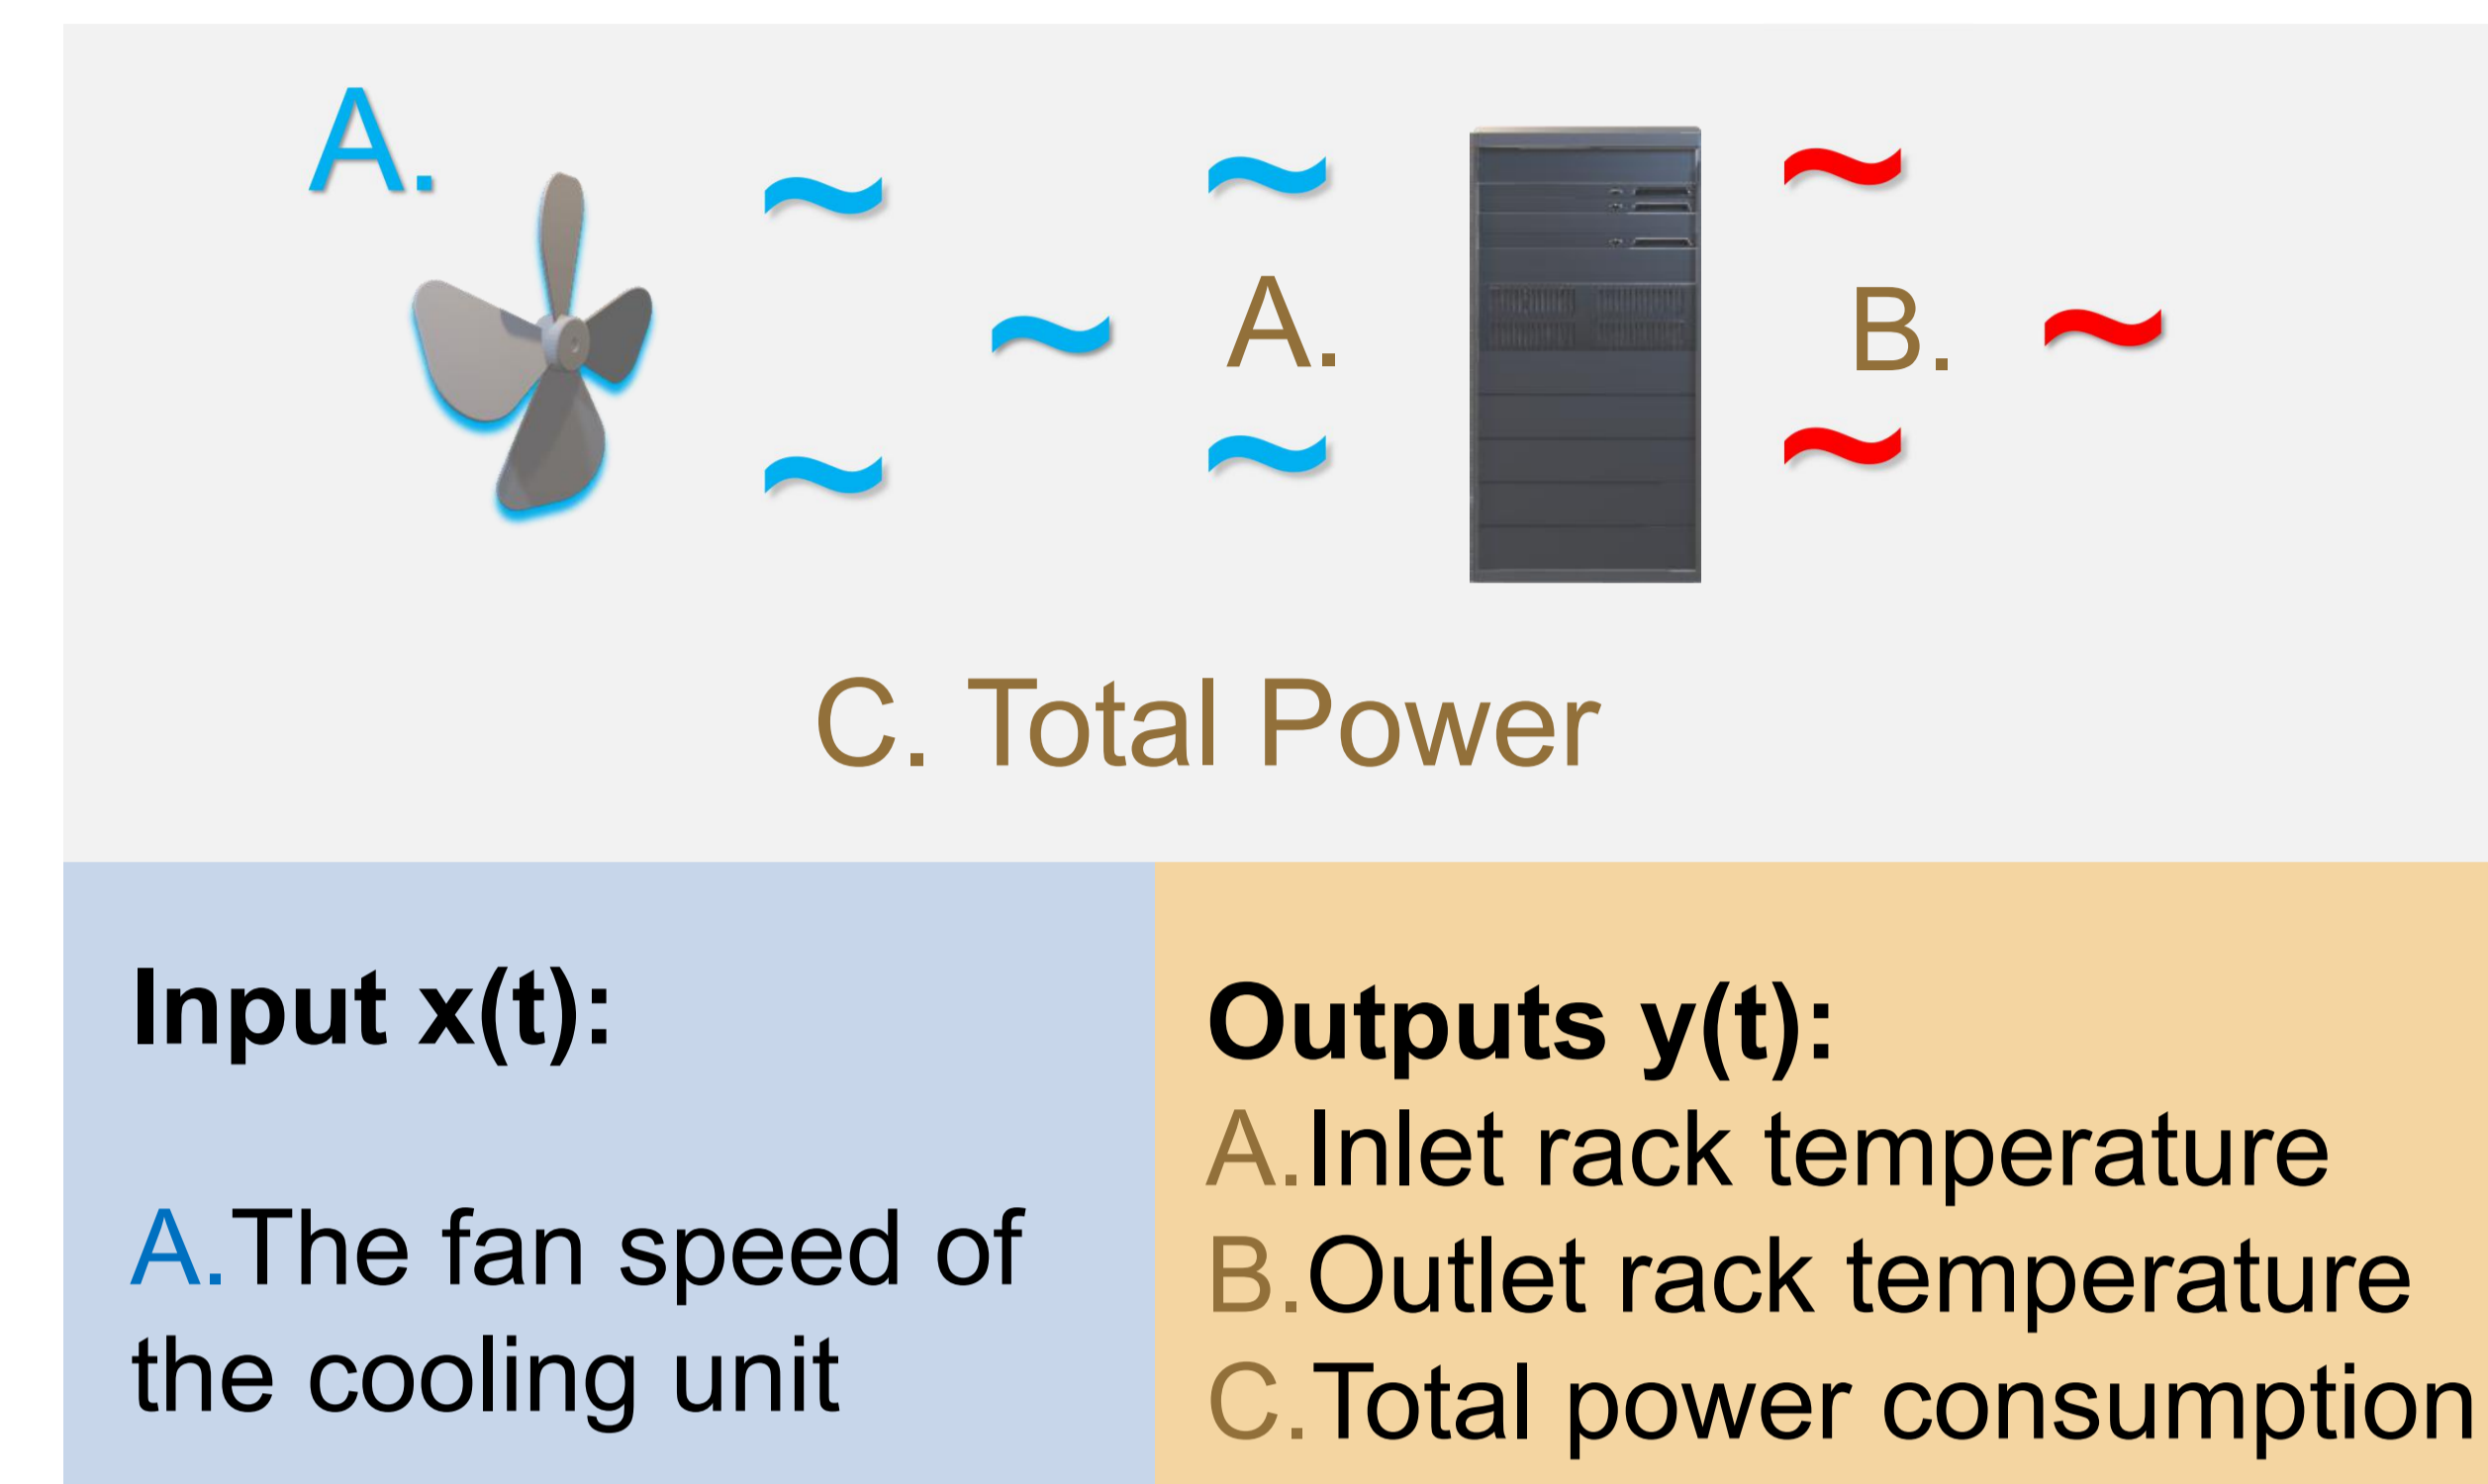 A.
A.
B.
C. Total Power
Input x(t):
A.The fan speed of
the cooling unit
Outputs y(t):
A.Inlet rack temperature
B.Outlet rack temperature
C.Total power consumption